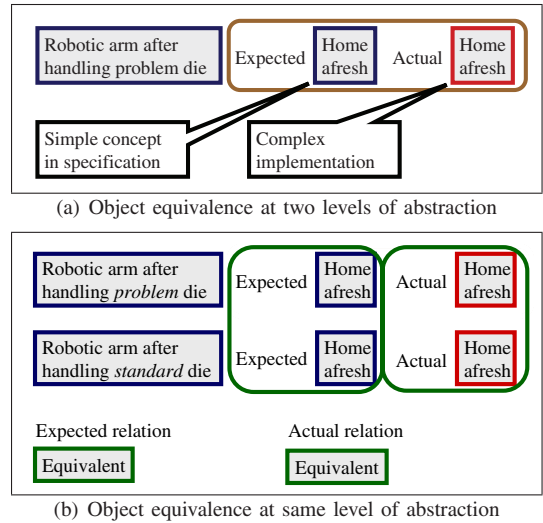 Robotic arm after
handling problem die
Expected
Home
afresh
Actual
Home
afresh
Simple concept
in specification
Complex
implementation
(a) Object equivalence at two levels of abstraction
Robotic arm after
handling problem die
Expected
Home
afresh
Actual
Home
afresh
Robotic arm after
handling standard die
Expected
Home
afresh
Actual
Home
afresh
Expected relation
Equivalent
Actual relation
Equivalent
(b) Object equivalence at same level of abstraction